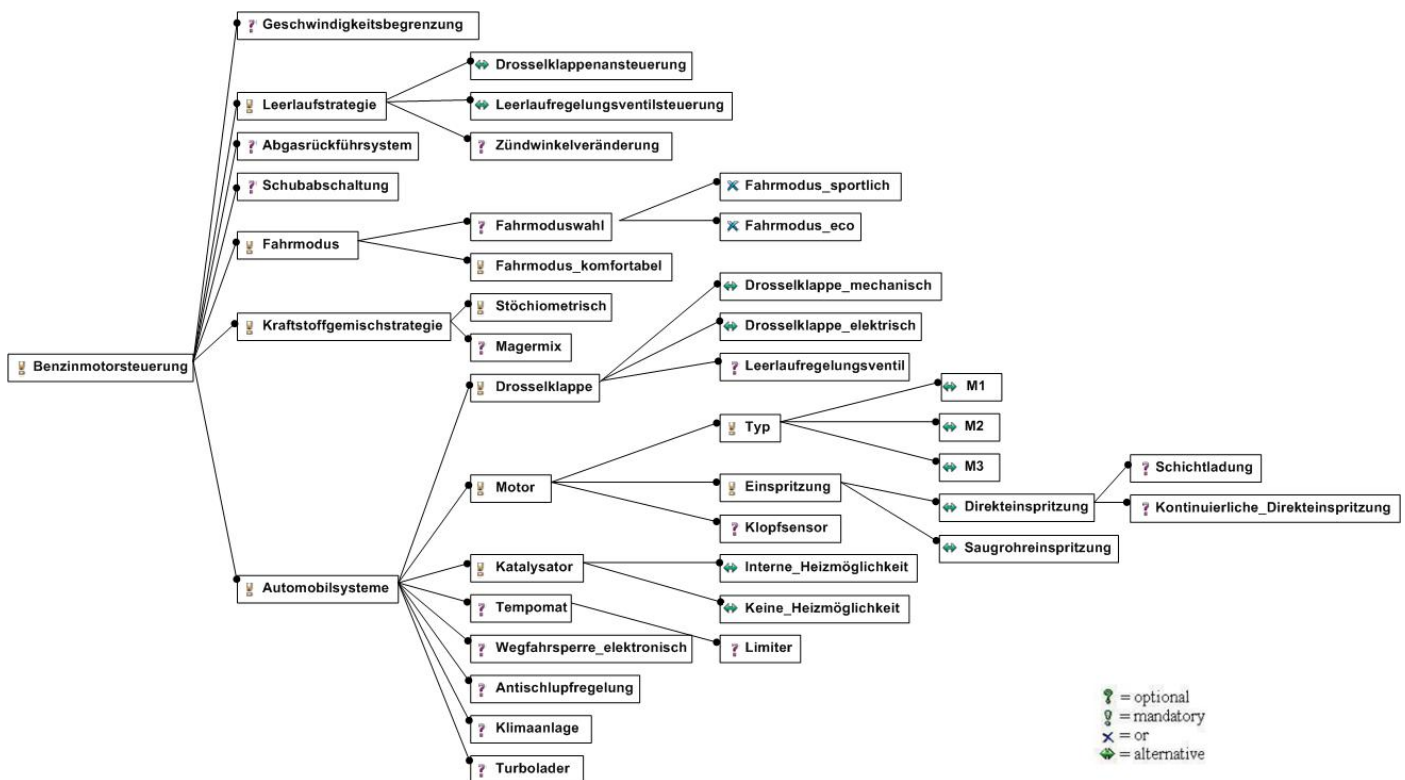 Geschwindigkeitsbegrenzung
Drosselklappenansteuerung
Leerlaufstrategie
Leerlaufregelungsventilsteuerung
Abgasrückführsystem
Zündwinkelveränderung
Schubabschaltung
Fahrmodus_sportlich
Fahrmoduswahl
Fahrmodus_eco
Fahrmodus
Fahrmodus_komfortabel
Drosselklappe_mechanisch
Stöchiometrisch
Kraftstoffgemischstrategie
Drosselklappe_elektrisch
Magermix
Benzinmotorsteuerung
Leerlaufregelungsventil
Drosselklappe
M1
Typ
M2
M3
Schichtladung
Motor
Einspritzung
Direkteinspritzung
Kontinuierliche_Direkteinspritzung
Klopfsensor
Saugrohreinspritzung
Katalysator
Interne_Heizmöglichkeit
Automobilsysteme
Tempomat
Keine_Heizmöglichkeit
Wegfahrsperre_elektronisch
Limiter
Antischlupfregelung
Klimaanlage
Turbolader
? = optional
! = mandatory
x = or
⇔ = alternative